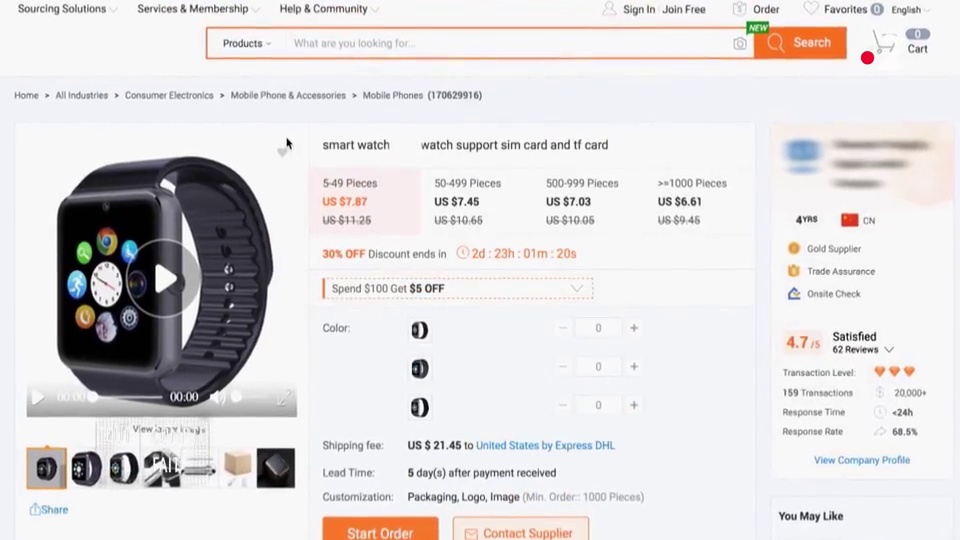 Sourcing Solutions Services & Membership Help & Community Sign In Join Free Order Favorites 0 English
NEW
Products What are you looking for... Search 0 Cart
Home > All Industries > Consumer Electronics > Mobile Phone & Accessories > Mobile Phones (170629916)
smart watch watch support sim card and tf card
5-49 Pieces 50-499 Pieces 500-999 Pieces >=1000 Pieces
US $7.87 US $7.45 US $7.03 US $6.61
US $11.25 US $10.65 US $10.05 US $9.45
30% OFF Discount ends in 2d : 23h : 01m : 20s
Spend $100 Get $5 OFF
Color: - 0 +
- 0 +
- 0 +
00:00 00:00
Shipping fee: US $ 21.45 to United States by Express DHL
Lead Time: 5 day(s) after payment received
Customization: Packaging, Logo, Image (Min. Order:: 1000 Pieces)
Share
Start Order Contact Supplier
4YRS CN
Gold Supplier
Trade Assurance
Onsite Check
4.7/5 Satisfied
62 Reviews
Transaction Level:
159 Transactions $ 20,000+
Response Time <24h
Response Rate 68.5%
View Company Profile
You May Like